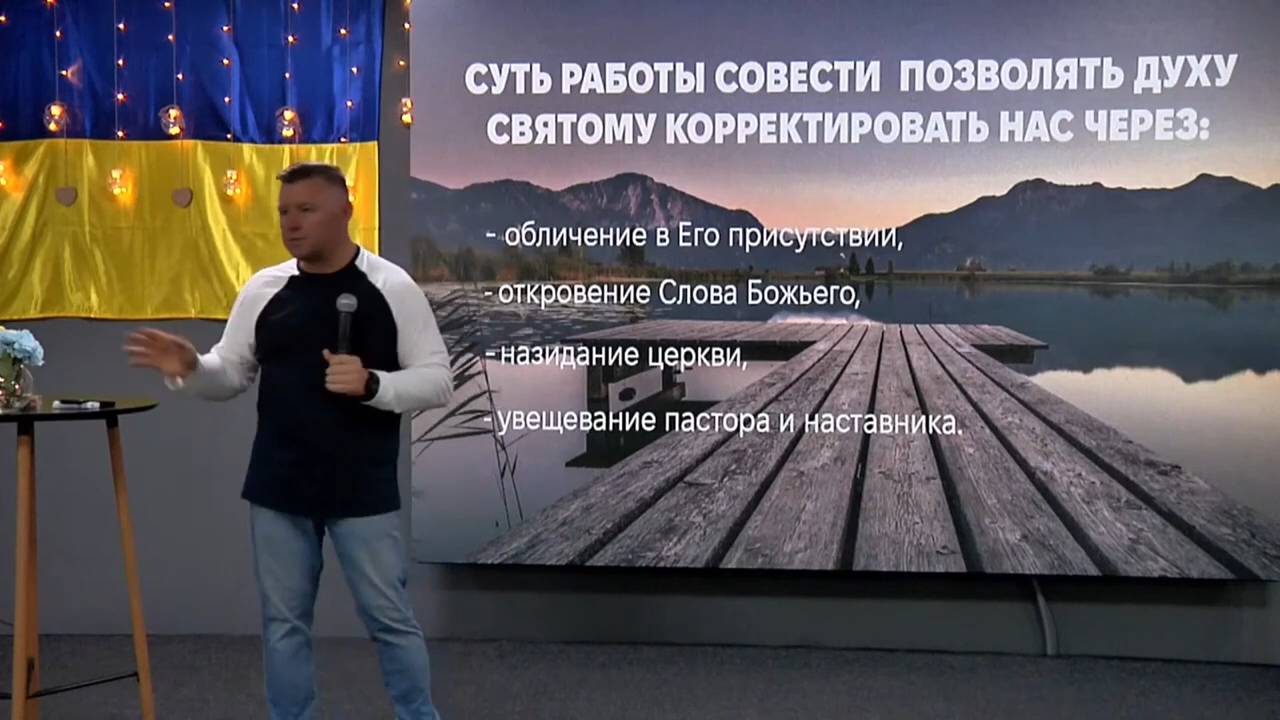 СУТЬ РАБОТЫ СОВЕСТИ ПОЗВОЛЯТЬ ДУХУ
СВЯТОМУ КОРРЕКТИРОВАТЬ НАС ЧЕРЕЗ:
- обличение в Его присутствии,
- откровение Слова Божьего,
- назидание церкви,
- увещевание пастора и наставника.